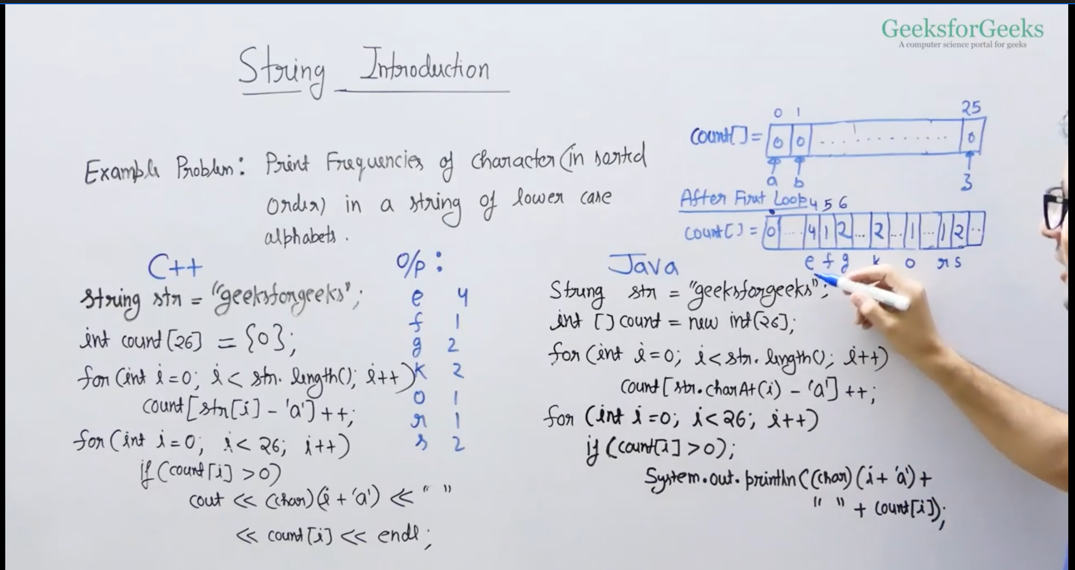 GeeksforGeeks
A computer science portal for geeks
String Introduction
Example Problem: Print Frequencies of character (in sorted
order) in a string of lower case
alphabets.
0 1 25
count[] = 0 0 ......... 0
a b z
After First Loop 4 5 6
count[] = 0 ... 4 1 2 ... 2 ... 1 ... 1 2 ..
e f g k o r s
C++
string str = "geeksforgeeks";
int count[26] = {0};
for (int i=0; i < str.length(); i++)
count[str[i] - 'a']++;
for (int i=0; i < 26; i++)
if (count[i] > 0)
cout << (char)(i + 'a') << " "
<< count[i] << endl;
O/p :
e 4
f 1
g 2
k 2
o 1
r 1
s 2
Java
String str = "geeksforgeeks";
int [] count = new int[26];
for (int i=0; i < str.length(); i++)
count[str.charAt(i) - 'a']++;
for (int i=0; i<26; i++)
if (count[i] > 0);
System.out.println((char)(i + 'a') +
" " + count[i]);